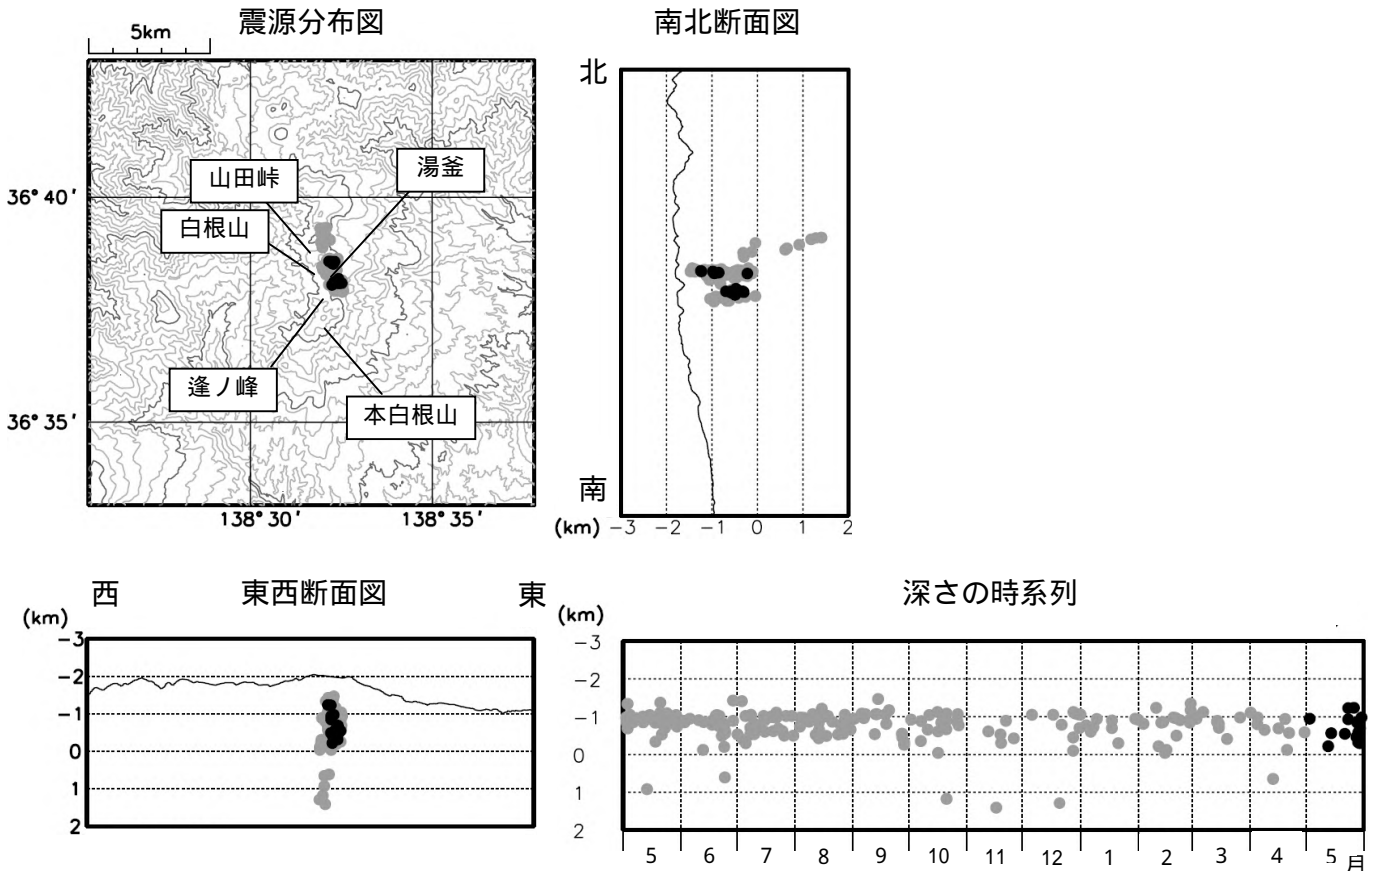 震源分布図
5km
山田峠
湯釜
白根山
逢ノ峰
本白根山
36°40′
36°35′
138°30′ 138°35′
南北断面図
北
南
(km) −3 −2 −1 0 1 2
東西断面図
西 東
(km)
−3
−2
−1
0
1
2
深さの時系列
(km)
−3
−2
−1
0
1
2
5 6 7 8 9 10 11 12 1 2 3 4 5 月